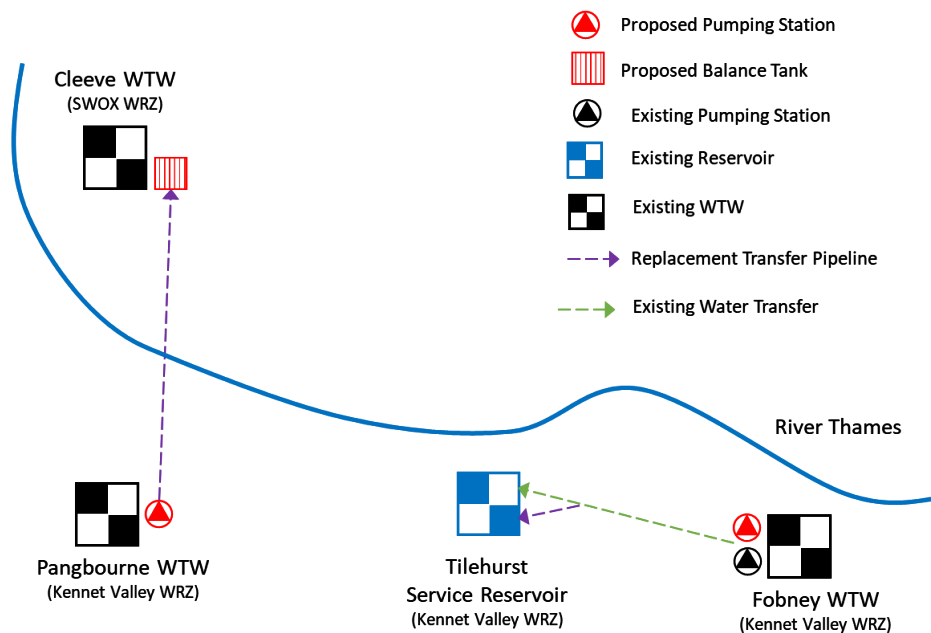 Proposed Pumping Station
Cleeve WTW
(SWOX WRZ)
Proposed Balance Tank
Existing Pumping Station
Existing Reservoir
Existing WTW
Replacement Transfer Pipeline
Existing Water Transfer
River Thames
Pangbourne WTW
(Kennet Valley WRZ)
Tilehurst
Service Reservoir
(Kennet Valley WRZ)
Fobney WTW
(Kennet Valley WRZ)